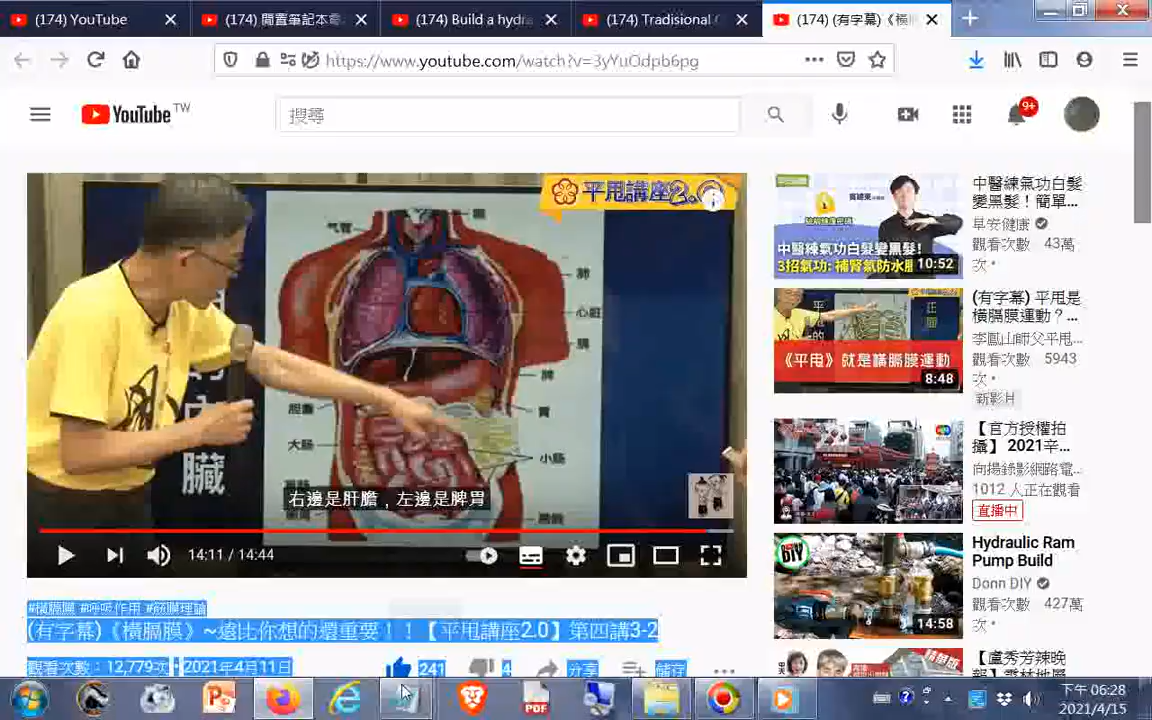 (174) YouTube
(174) 開箱筆記本電
(174) Build a hydra
(174) Tradisional
(174) (有字幕)《橫膈
https://www.youtube.com/watch?v=3yYuOdpb6pg
YouTube TW
搜尋
9+
平甩講座2.0
氣管
肺
心臟
膈
脾
膽囊
胃
大腸
小腸
內臟
右邊是肝膽，左邊是脾胃
14:11 / 14:44
#橫膈膜 #呼吸作用 #筋膜理論
(有字幕)《橫膈膜》~遠比你想的還重要！！【平甩講座2.0】第四講3-2
觀看次數：12,779次 • 2021年4月11日
241
4
分享
儲存
中醫練氣功白髮變黑髮!
3招氣功: 補腎氣防水腫
10:52
中醫練氣功白髮
變黑髮！簡單...
早安健康
觀看次數 43萬
次 •
《平甩》就是橫膈膜運動
8:48
(有字幕) 平甩是
橫膈膜運動？...
李鳳山師父平甩...
觀看次數 5943
次 •
新影片
【官方授權拍
攝】 2021辛...
向揚錄影網路電...
1012 人正在觀看
直播中
DIY
14:58
Hydraulic Ram
Pump Build
Donn DIY
觀看次數 427萬
次 •
【盧秀芳辣晚
PDF
下午 06:28
2021/4/15